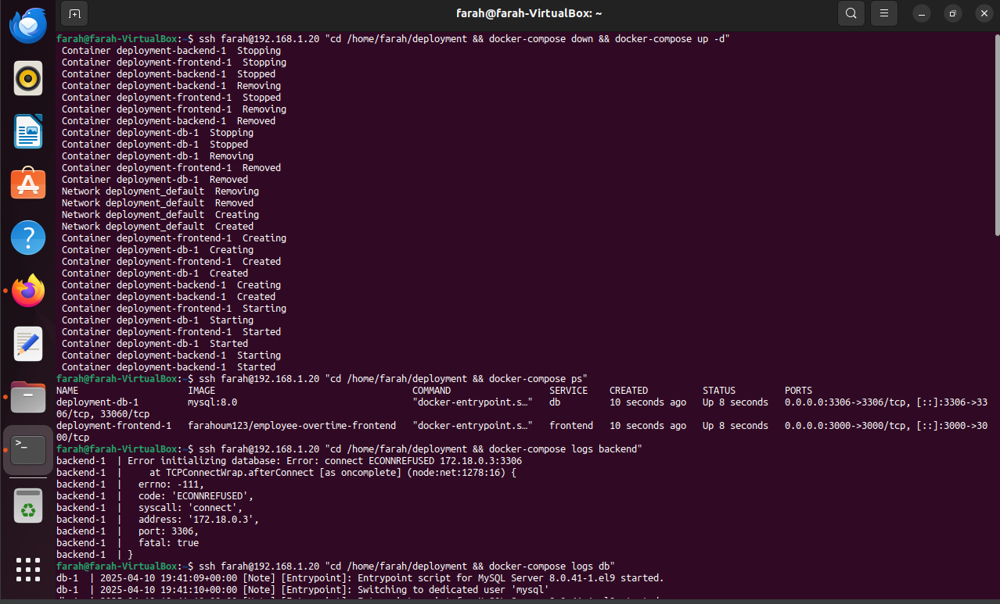 farah@farah-VirtualBox: ~
farah@farah-VirtualBox:~$ ssh farah@192.168.1.20 "cd /home/farah/deployment && docker-compose down && docker-compose up -d"
Container deployment-backend-1  Stopping
Container deployment-frontend-1  Stopping
Container deployment-backend-1  Stopped
Container deployment-backend-1  Removing
Container deployment-frontend-1  Stopped
Container deployment-frontend-1  Removing
Container deployment-backend-1  Removed
Container deployment-db-1  Stopping
Container deployment-db-1  Stopped
Container deployment-db-1  Removing
Container deployment-frontend-1  Removed
Container deployment-db-1  Removed
Network deployment_default  Removing
Network deployment_default  Removed
Network deployment_default  Creating
Network deployment_default  Created
Container deployment-frontend-1  Creating
Container deployment-db-1  Creating
Container deployment-frontend-1  Created
Container deployment-db-1  Created
Container deployment-backend-1  Creating
Container deployment-backend-1  Created
Container deployment-frontend-1  Starting
Container deployment-db-1  Starting
Container deployment-frontend-1  Started
Container deployment-db-1  Started
Container deployment-backend-1  Starting
Container deployment-backend-1  Started
farah@farah-VirtualBox:~$ ssh farah@192.168.1.20 "cd /home/farah/deployment && docker-compose ps"
NAME                    IMAGE                                    COMMAND                  SERVICE    CREATED          STATUS         PORTS
deployment-db-1         mysql:8.0                                "docker-entrypoint.s…"   db         10 seconds ago   Up 8 seconds   0.0.0.0:3306->3306/tcp, [::]:3306->33
06/tcp, 33060/tcp
deployment-frontend-1   farahoum123/employee-overtime-frontend   "docker-entrypoint.s…"   frontend   10 seconds ago   Up 8 seconds   0.0.0.0:3000->3000/tcp, [::]:3000->30
00/tcp
farah@farah-VirtualBox:~$ ssh farah@192.168.1.20 "cd /home/farah/deployment && docker-compose logs backend"
backend-1  | Error initializing database: Error: connect ECONNREFUSED 172.18.0.3:3306
backend-1  |     at TCPConnectWrap.afterConnect [as oncomplete] (node:net:1278:16) {
backend-1  |   errno: -111,
backend-1  |   code: 'ECONNREFUSED',
backend-1  |   syscall: 'connect',
backend-1  |   address: '172.18.0.3',
backend-1  |   port: 3306,
backend-1  |   fatal: true
backend-1  | }
farah@farah-VirtualBox:~$ ssh farah@192.168.1.20 "cd /home/farah/deployment && docker-compose logs db"
db-1  | 2025-04-10 19:41:09+00:00 [Note] [Entrypoint]: Entrypoint script for MySQL Server 8.0.41-1.el9 started.
db-1  | 2025-04-10 19:41:10+00:00 [Note] [Entrypoint]: Switching to dedicated user 'mysql'